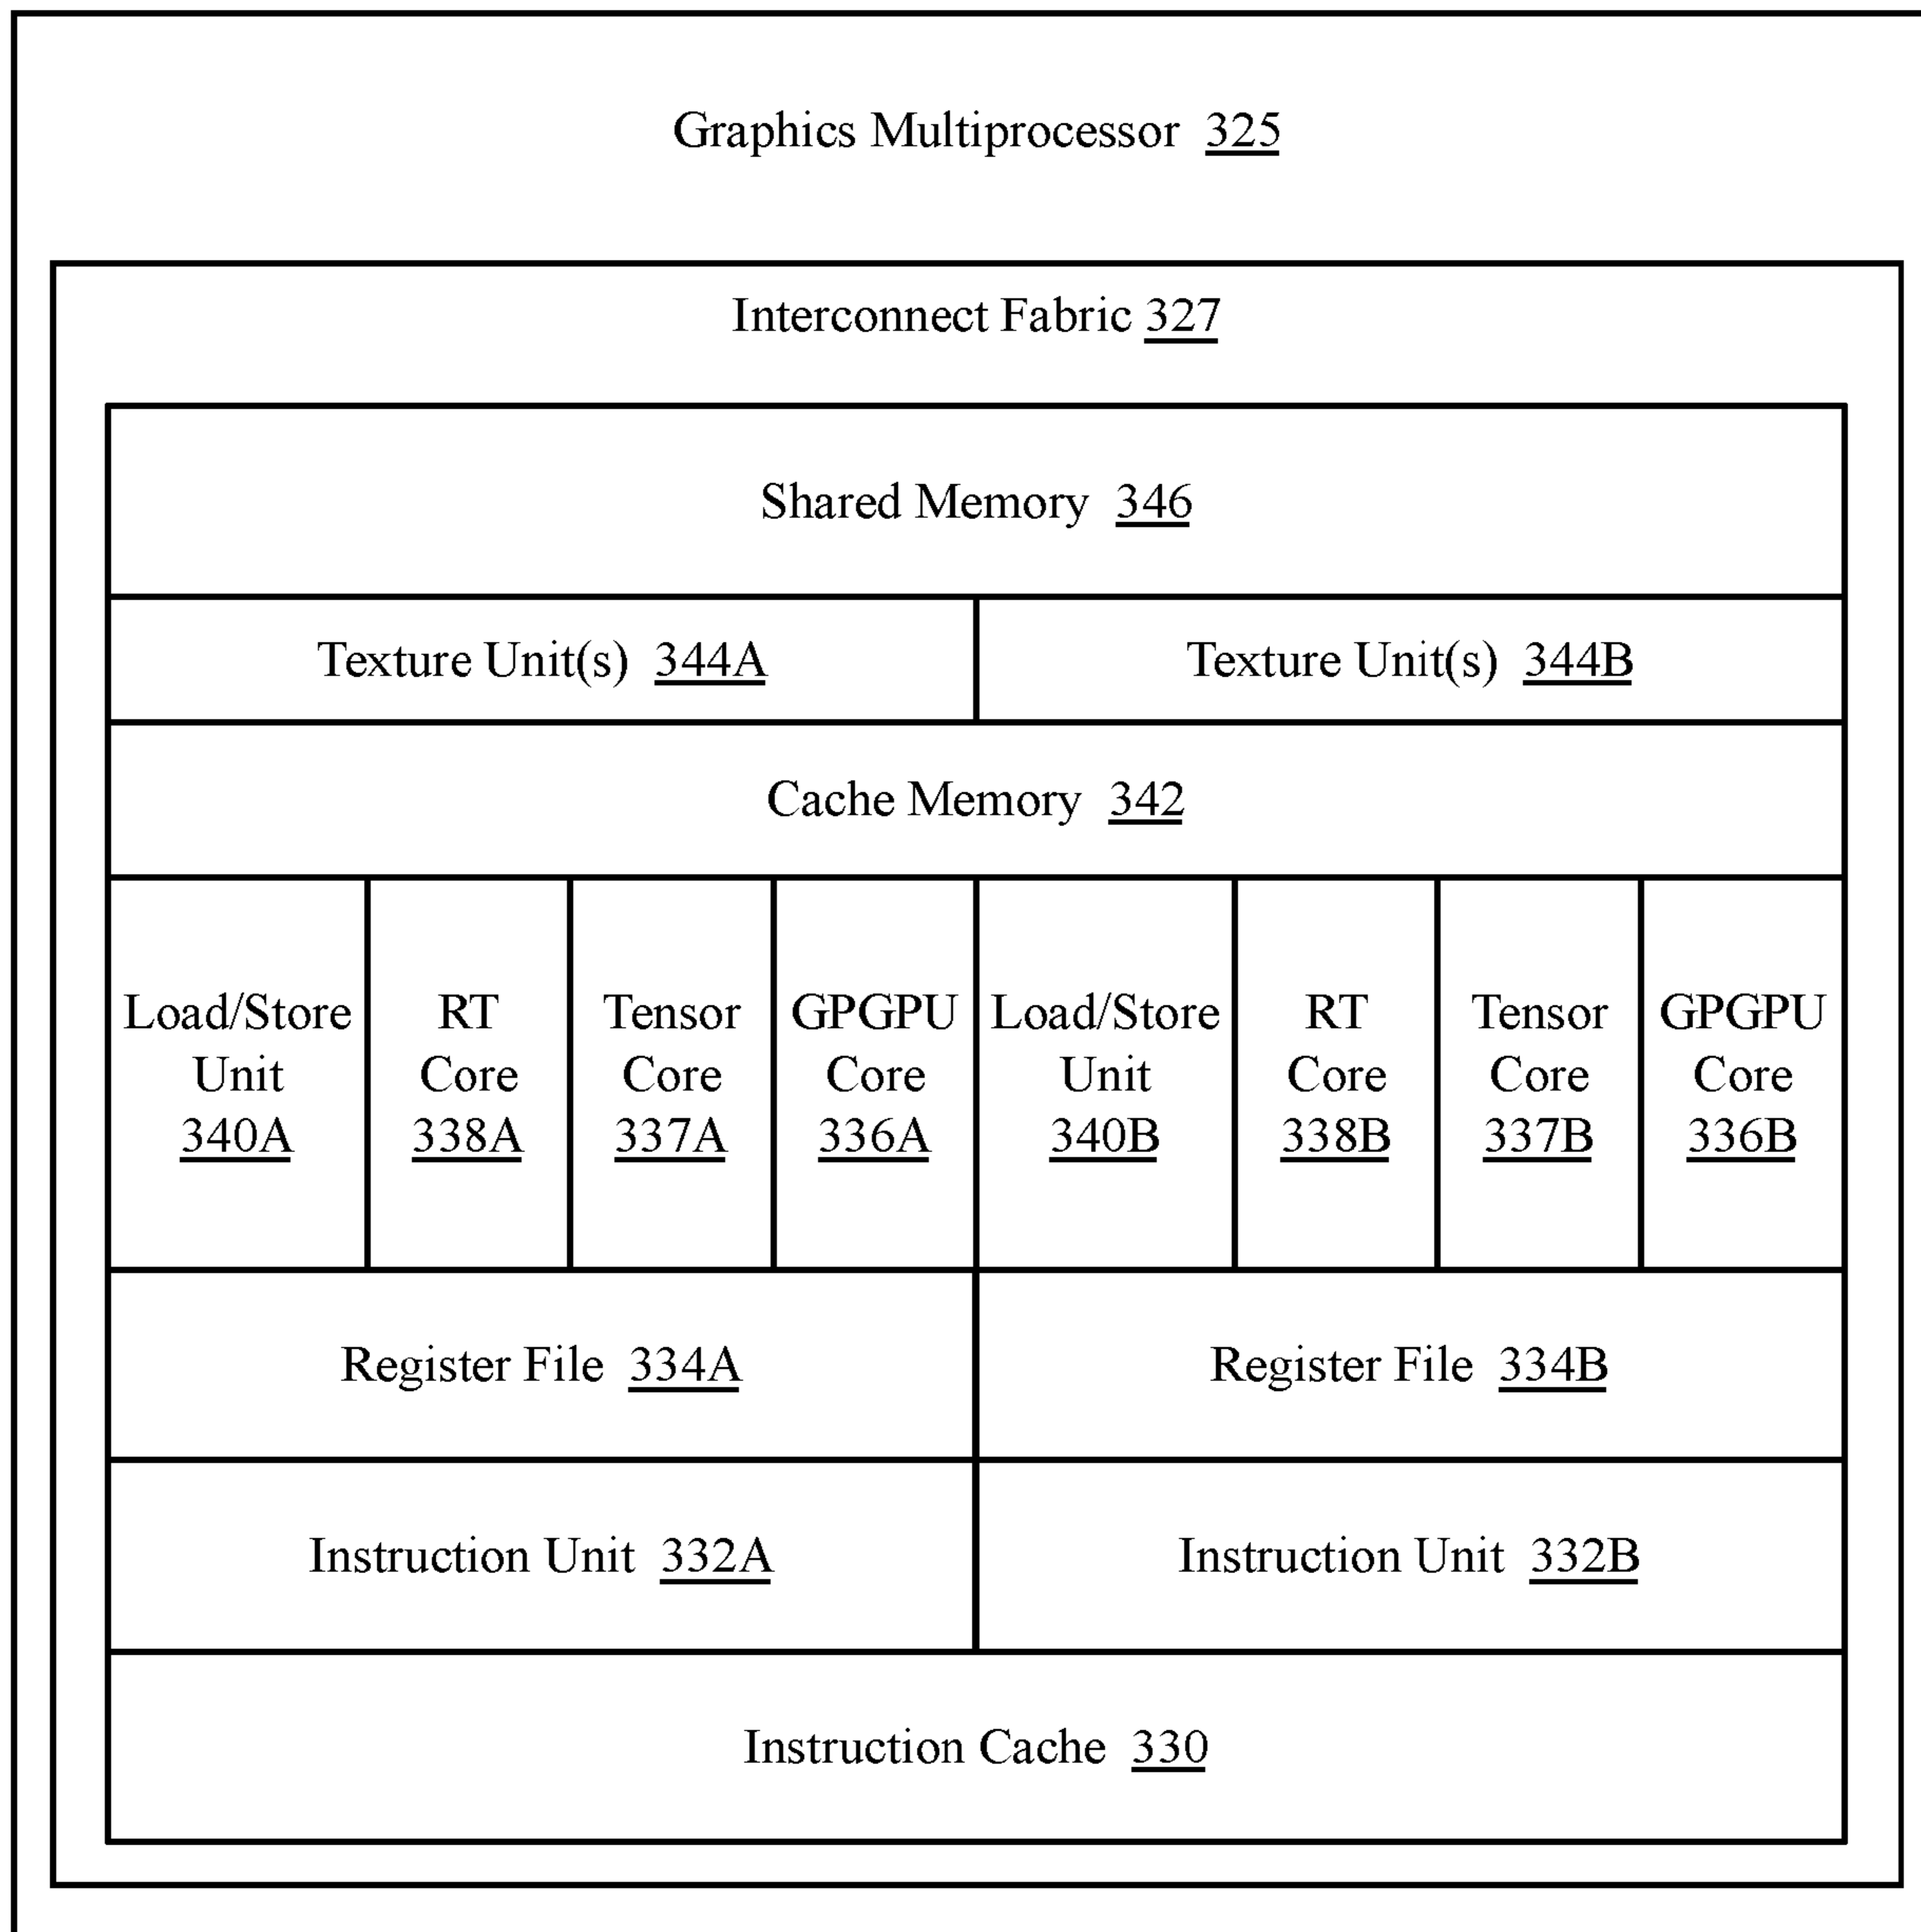 Graphics Multiprocessor 325
Interconnect Fabric 327
Shared Memory 346
Texture Unit(s) 344A
Texture Unit(s) 344B
Cache Memory 342
Load/Store
Unit
340A
RT
Core
338A
Tensor
Core
337A
GPGPU
Core
336A
Load/Store
Unit
340B
RT
Core
338B
Tensor
Core
337B
GPGPU
Core
336B
Register File 334A
Register File 334B
Instruction Unit 332A
Instruction Unit 332B
Instruction Cache 330